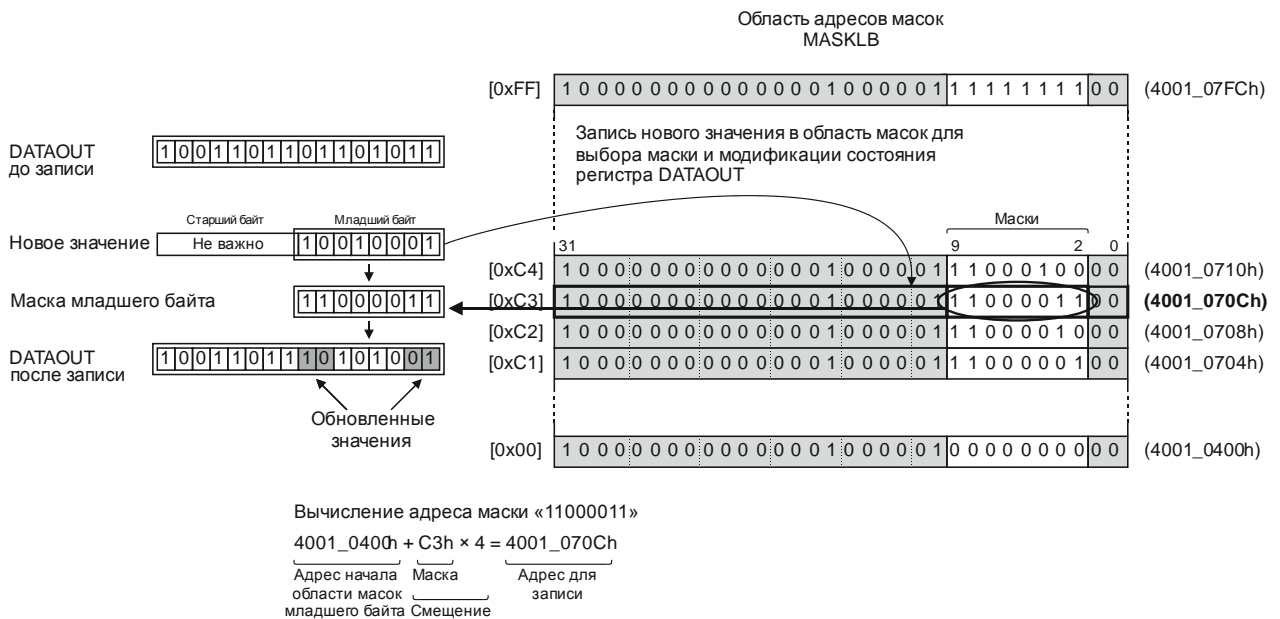 Область адресов масок
MASKLB
[0xFF] 1 0 0 0 0 0 0 0 0 0 0 0 0 0 0 1 0 0 0 0 0 1 1 1 1 1 1 1 1 1 0 0 (4001_07FCh)
Запись нового значения в область масок для
выбора маски и модификации состояния
регистра DATAOUT
DATAOUT
до записи
1 0 0 1 1 0 1 1 0 1 1 0 1 0 1 1
Старший байт Младший байт
Новое значение Не важно 1 0 0 1 0 0 0 1
Маски
31 9 2 0
[0xC4] 1 0 0 0 0 0 0 0 0 0 0 0 0 0 0 1 0 0 0 0 0 1 1 1 0 0 0 1 0 0 0 0 (4001_0710h)
Маска младшего байта 1 1 0 0 0 0 1 1
[0xC3] 1 0 0 0 0 0 0 0 0 0 0 0 0 0 0 1 0 0 0 0 0 1 1 1 0 0 0 0 1 1 0 0 (4001_070Ch)
[0xC2] 1 0 0 0 0 0 0 0 0 0 0 0 0 0 0 1 0 0 0 0 0 1 1 1 0 0 0 0 1 0 0 0 (4001_0708h)
DATAOUT
после записи
1 0 0 1 1 0 1 1 1 0 1 0 1 0 0 1
[0xC1] 1 0 0 0 0 0 0 0 0 0 0 0 0 0 0 1 0 0 0 0 0 1 1 1 0 0 0 0 0 1 0 0 (4001_0704h)
Обновленные
значения
[0x00] 1 0 0 0 0 0 0 0 0 0 0 0 0 0 0 1 0 0 0 0 0 1 0 0 0 0 0 0 0 0 0 0 (4001_0400h)
Вычисление адреса маски «11000011»
4001_0400h + C3h × 4 = 4001_070Ch
Адрес начала Маска Адрес для
области масок записи
младшего байта Смещение